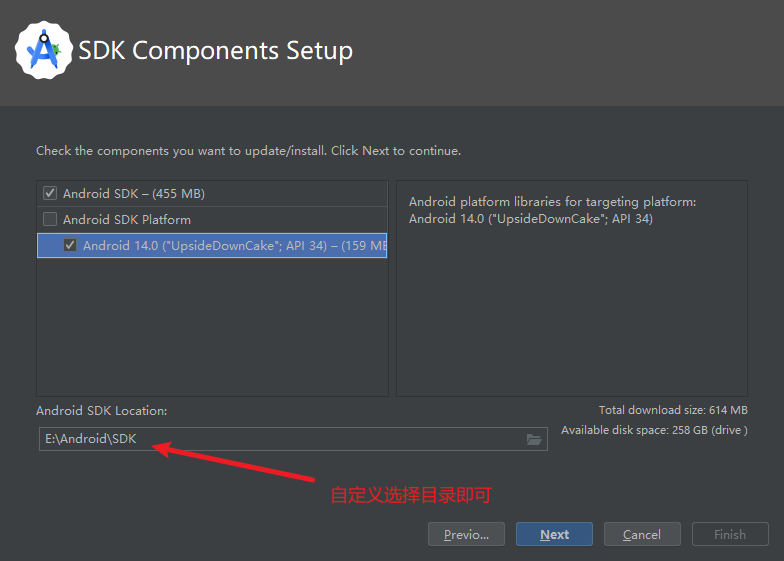 SDK Components Setup
Check the components you want to update/install. Click Next to continue.
Android SDK – (455 MB)
Android SDK Platform
Android 14.0 ("UpsideDownCake"; API 34) – (159 ME
Android platform libraries for targeting platform:
Android 14.0 ("UpsideDownCake"; API 34)
Android SDK Location:
Total download size: 614 MB
E:\Android\SDK
Available disk space: 258 GB (drive )
自定义选择目录即可
Previo...
Next
Cancel
Finish